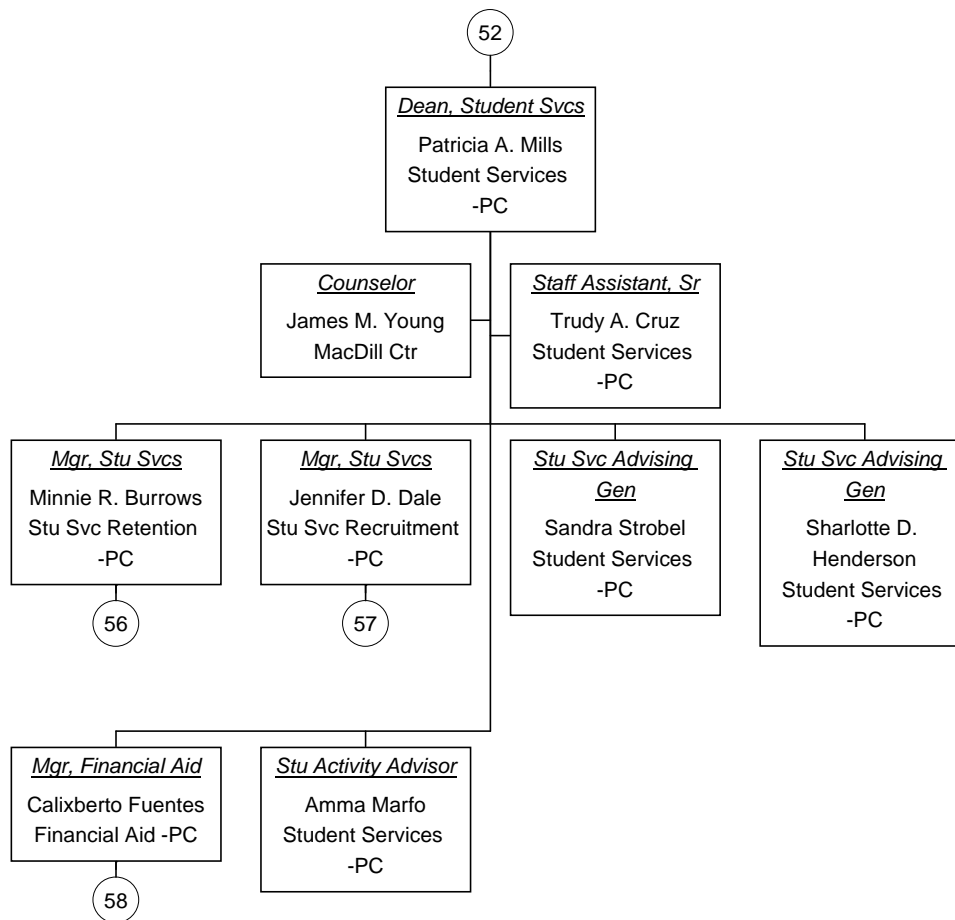 52
Dean, Student Svcs
Patricia A. Mills
Student Services
-PC
Counselor
James M. Young
MacDill Ctr
Staff Assistant, Sr
Trudy A. Cruz
Student Services
-PC
Mgr, Stu Svcs
Minnie R. Burrows
Stu Svc Retention
-PC
56
Mgr, Stu Svcs
Jennifer D. Dale
Stu Svc Recruitment
-PC
57
Stu Svc Advising
Gen
Sandra Strobel
Student Services
-PC
Stu Svc Advising
Gen
Sharlotte D.
Henderson
Student Services
-PC
Mgr, Financial Aid
Calixberto Fuentes
Financial Aid -PC
58
Stu Activity Advisor
Amma Marfo
Student Services
-PC